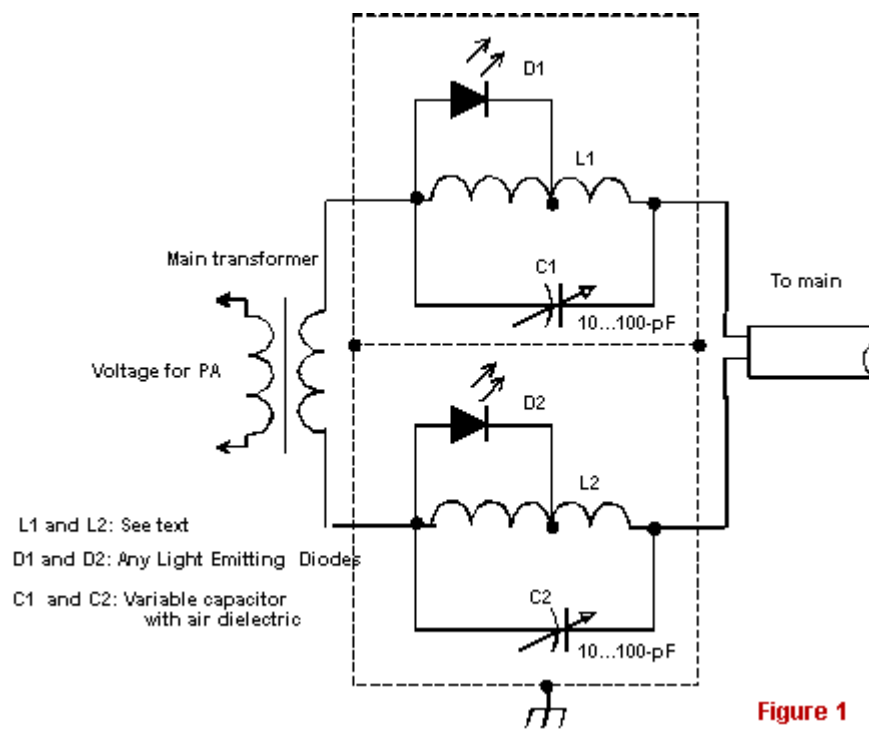 D1
L1
Main transformer
C1
10...100-pF
To main
Voltage for PA
D2
L2
L1 and L2: See text
D1 and D2: Any Light Emitting Diodes
C1 and C2: Variable capacitor
with air dielectric
C2
10...100-pF
Figure 1